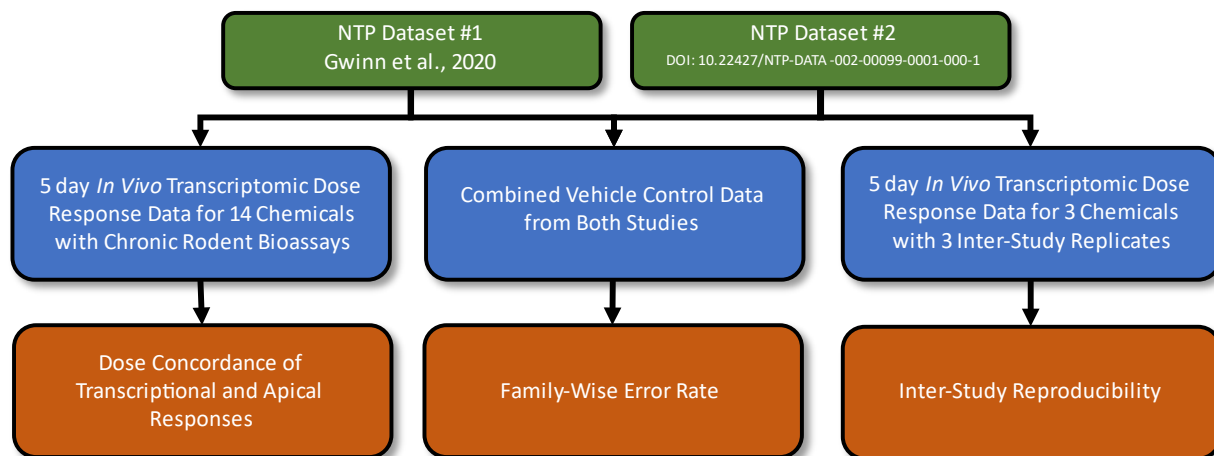 NTP Dataset #1
Gwinn et al., 2020
NTP Dataset #2
DOI: 10.22427/NTP-DATA -002-00099-0001-000-1
5 day In Vivo Transcriptomic Dose
Response Data for 14 Chemicals
with Chronic Rodent Bioassays
Combined Vehicle Control Data
from Both Studies
5 day In Vivo Transcriptomic Dose
Response Data for 3 Chemicals
with 3 Inter-Study Replicates
Dose Concordance of
Transcriptional and Apical
Responses
Family-Wise Error Rate
Inter-Study Reproducibility